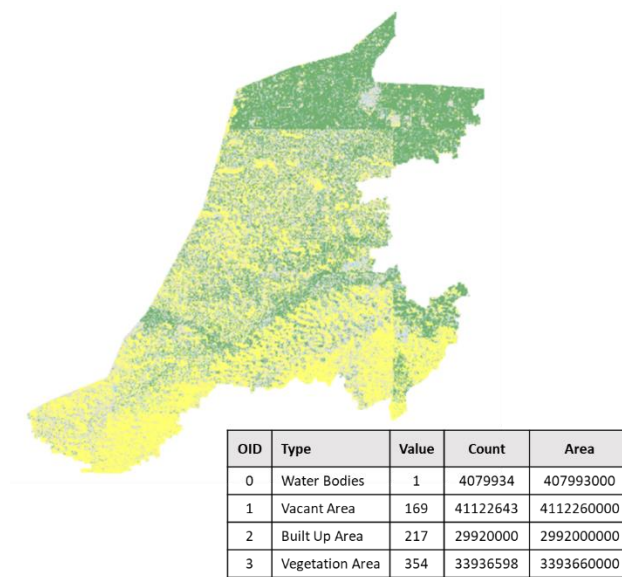 OID Type Value Count Area
0 Water Bodies 1 4079934 407993000
1 Vacant Area 169 41122643 4112260000
2 Built Up Area 217 29920000 2992000000
3 Vegetation Area 354 33936598 3393660000